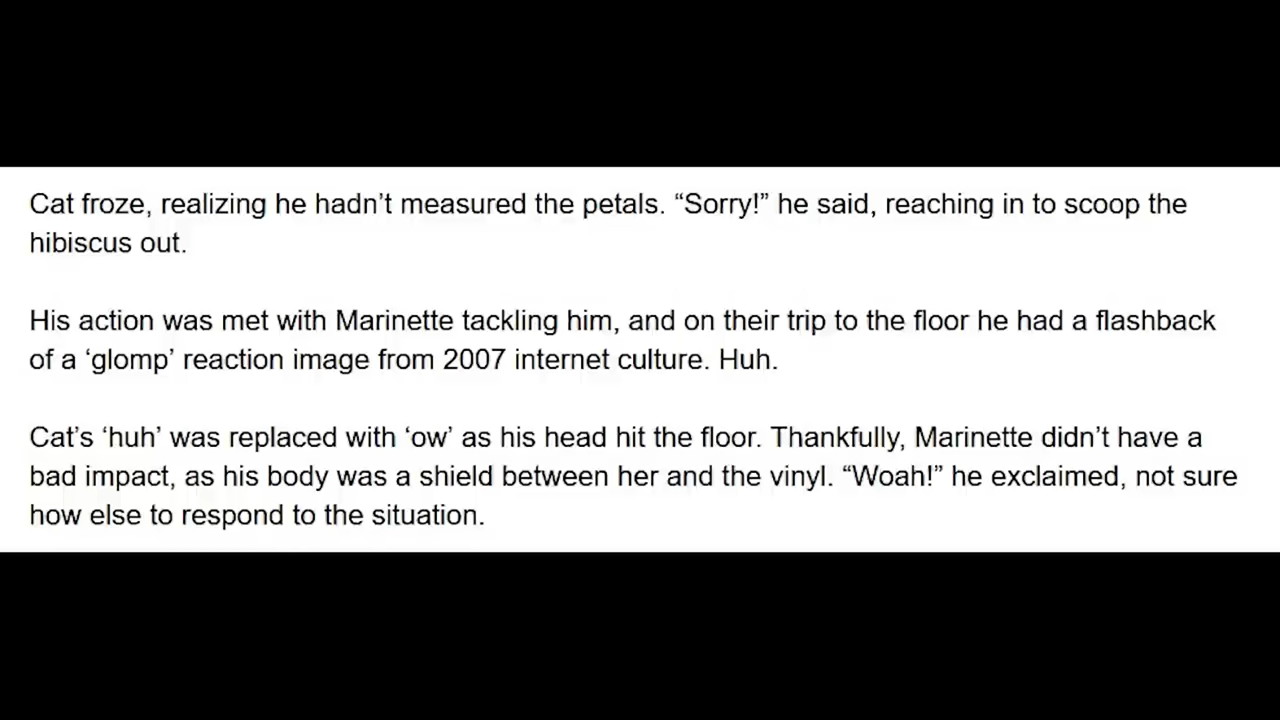 Cat froze, realizing he hadn’t measured the petals. “Sorry!” he said, reaching in to scoop the
hibiscus out.
His action was met with Marinette tackling him, and on their trip to the floor he had a flashback
of a ‘glomp’ reaction image from 2007 internet culture. Huh.
Cat’s ‘huh’ was replaced with ‘ow’ as his head hit the floor. Thankfully, Marinette didn’t have a
bad impact, as his body was a shield between her and the vinyl. “Woah!” he exclaimed, not sure
how else to respond to the situation.